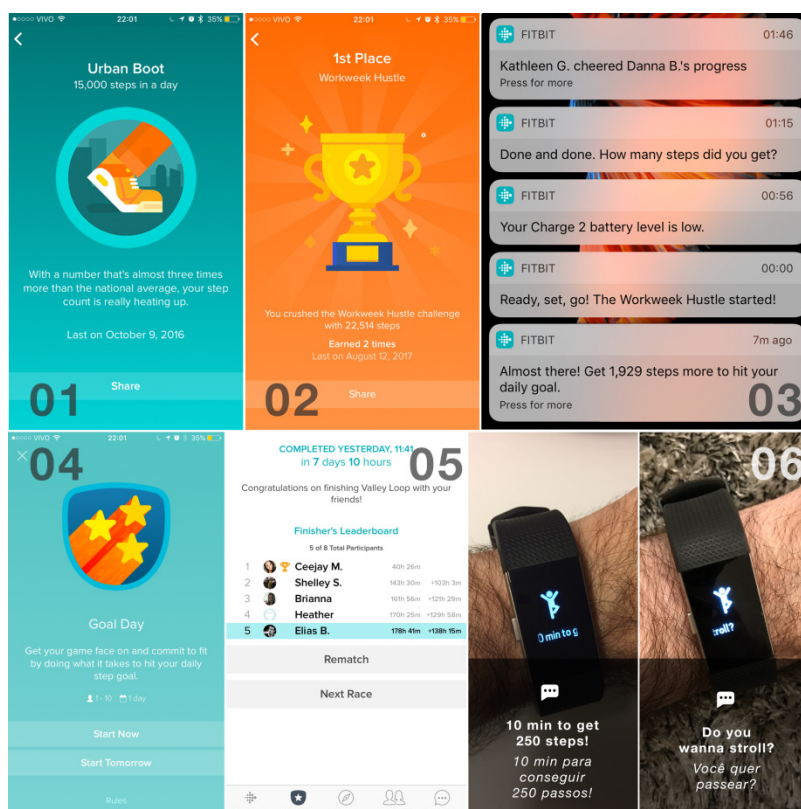 VIVO 22:01 35%
Urban Boot
15,000 steps in a day
With a number that's almost three times
more than the national average, your step
count is really heating up.
Last on October 9, 2016
Share
01
VIVO 22:01 35%
1st Place
Workweek Hustle
You crushed the Workweek Hustle challenge
with 22,514 steps
Earned 2 times
Last on August 12, 2017
Share
02
FITBIT 01:46
Kathleen G. cheered Danna B.'s progress
Press for more
FITBIT 01:15
Done and done. How many steps did you get?
FITBIT 00:56
Your Charge 2 battery level is low.
FITBIT 00:00
Ready, set, go! The Workweek Hustle started!
FITBIT 7m ago
Almost there! Get 1,929 steps more to hit your
daily goal.
Press for more
03
VIVO 22:01 35%
04
Goal Day
Get your game face on and commit to fit
by doing what it takes to hit your daily
step goal.
1 - 10 1 day
Start Now
Start Tomorrow
Rules
COMPLETED YESTERDAY, 11:41
in 7 days 10 hours
05
Congratulations on finishing Valley Loop with your
friends!
Finisher's Leaderboard
5 of 8 Total Participants
1 Ceejay M. 40h 26m
2 Shelley S. 143h 30m +103h 3m
3 Brianna 161h 56m +121h 29m
4 Heather 170h 25m +129h 58m
5 Elias B. 178h 41m +138h 15m
Rematch
Next Race
0 min to g
10 min to get
250 steps!
10 min para
conseguir
250 passos!
06
troll?
Do you
wanna stroll?
Você quer
passear?